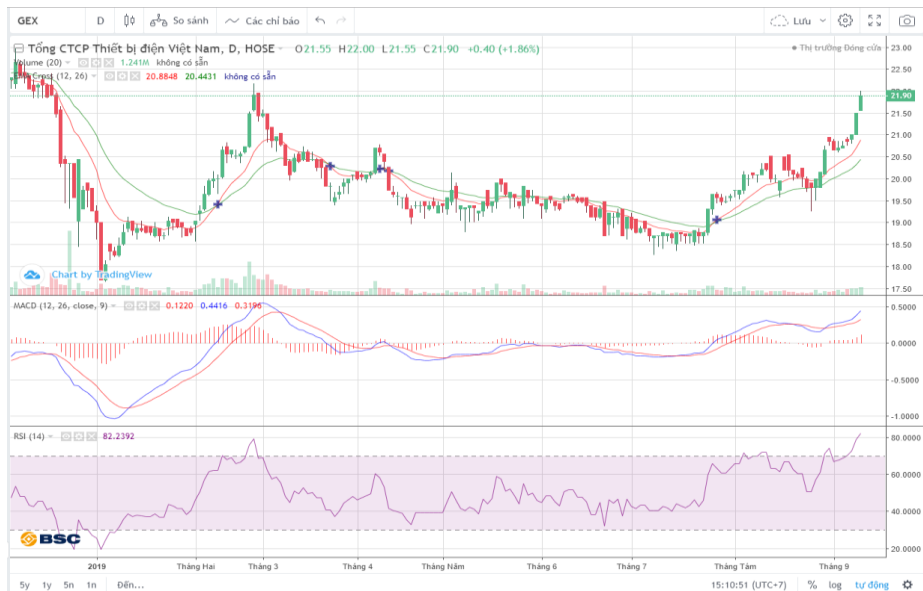 GEX D So sánh Các chỉ báo Lưu
Tổng CTCP Thiết bị điện Việt Nam, D, HOSE O21.55 H22.00 L21.55 C21.90 +0.40 (+1.86%) Thị trường Đóng cửa
Volume (20) 1.241M không có sẵn
EMA Cross (12, 26) 20.8848 20.4431 không có sẵn
23.00
22.50
22.00
21.90
21.50
21.00
20.50
20.00
19.50
19.00
18.50
18.00
17.50
Chart by TradingView
MACD (12, 26, close, 9) 0.1220 0.4416 0.3196
0.5000
0.0000
-0.5000
-1.0000
RSI (14) 82.2392
80.0000
60.0000
40.0000
20.0000
BSC
2019 Tháng Hai Tháng 3 Tháng 4 Tháng Năm Tháng 6 Tháng 7 Tháng Tám Tháng 9
5y 1y 5n 1n Đến... 15:10:51 (UTC+7) % log tự động